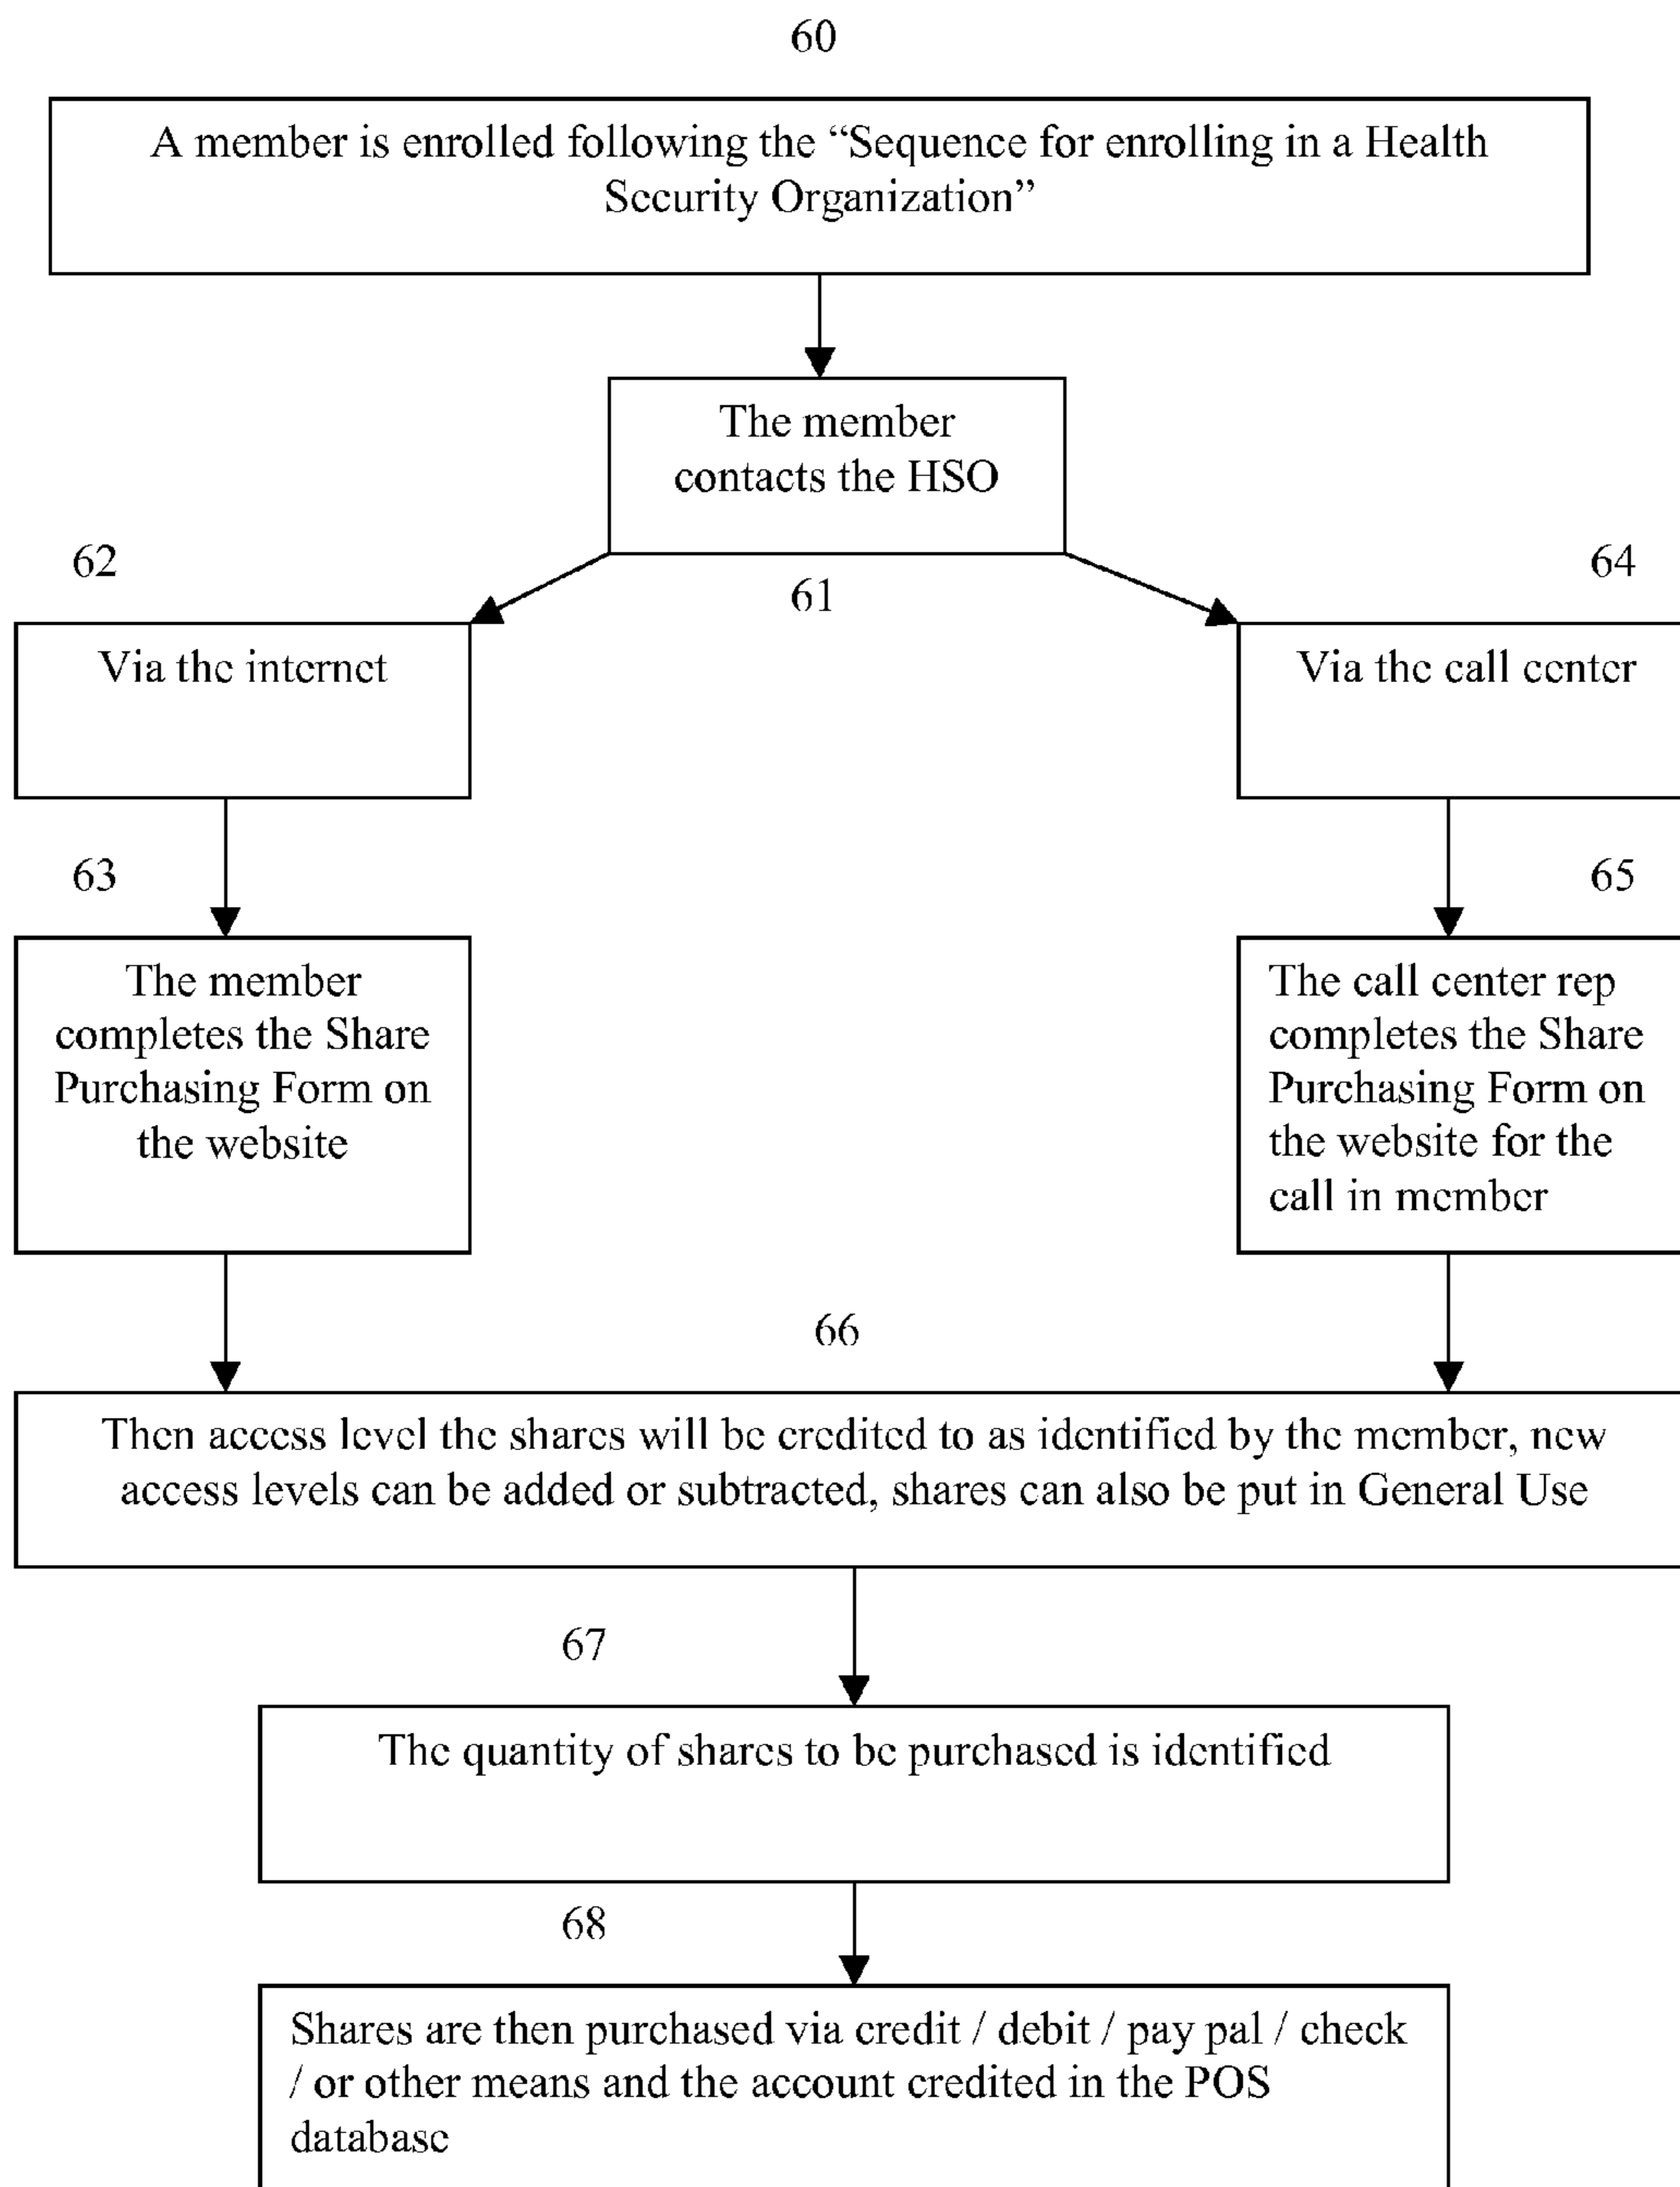 60
A member is enrolled following the “Sequence for enrolling in a Health
Security Organization”
The member
contacts the HSO
61
62
Via the internet
64
Via the call center
63
The member
completes the Share
Purchasing Form on
the website
65
The call center rep
completes the Share
Purchasing Form on
the website for the
call in member
66
Then access level the shares will be credited to as identified by the member, new
access levels can be added or subtracted, shares can also be put in General Use
67
The quantity of shares to be purchased is identified
68
Shares are then purchased via credit / debit / pay pal / check
/ or other means and the account credited in the POS
database